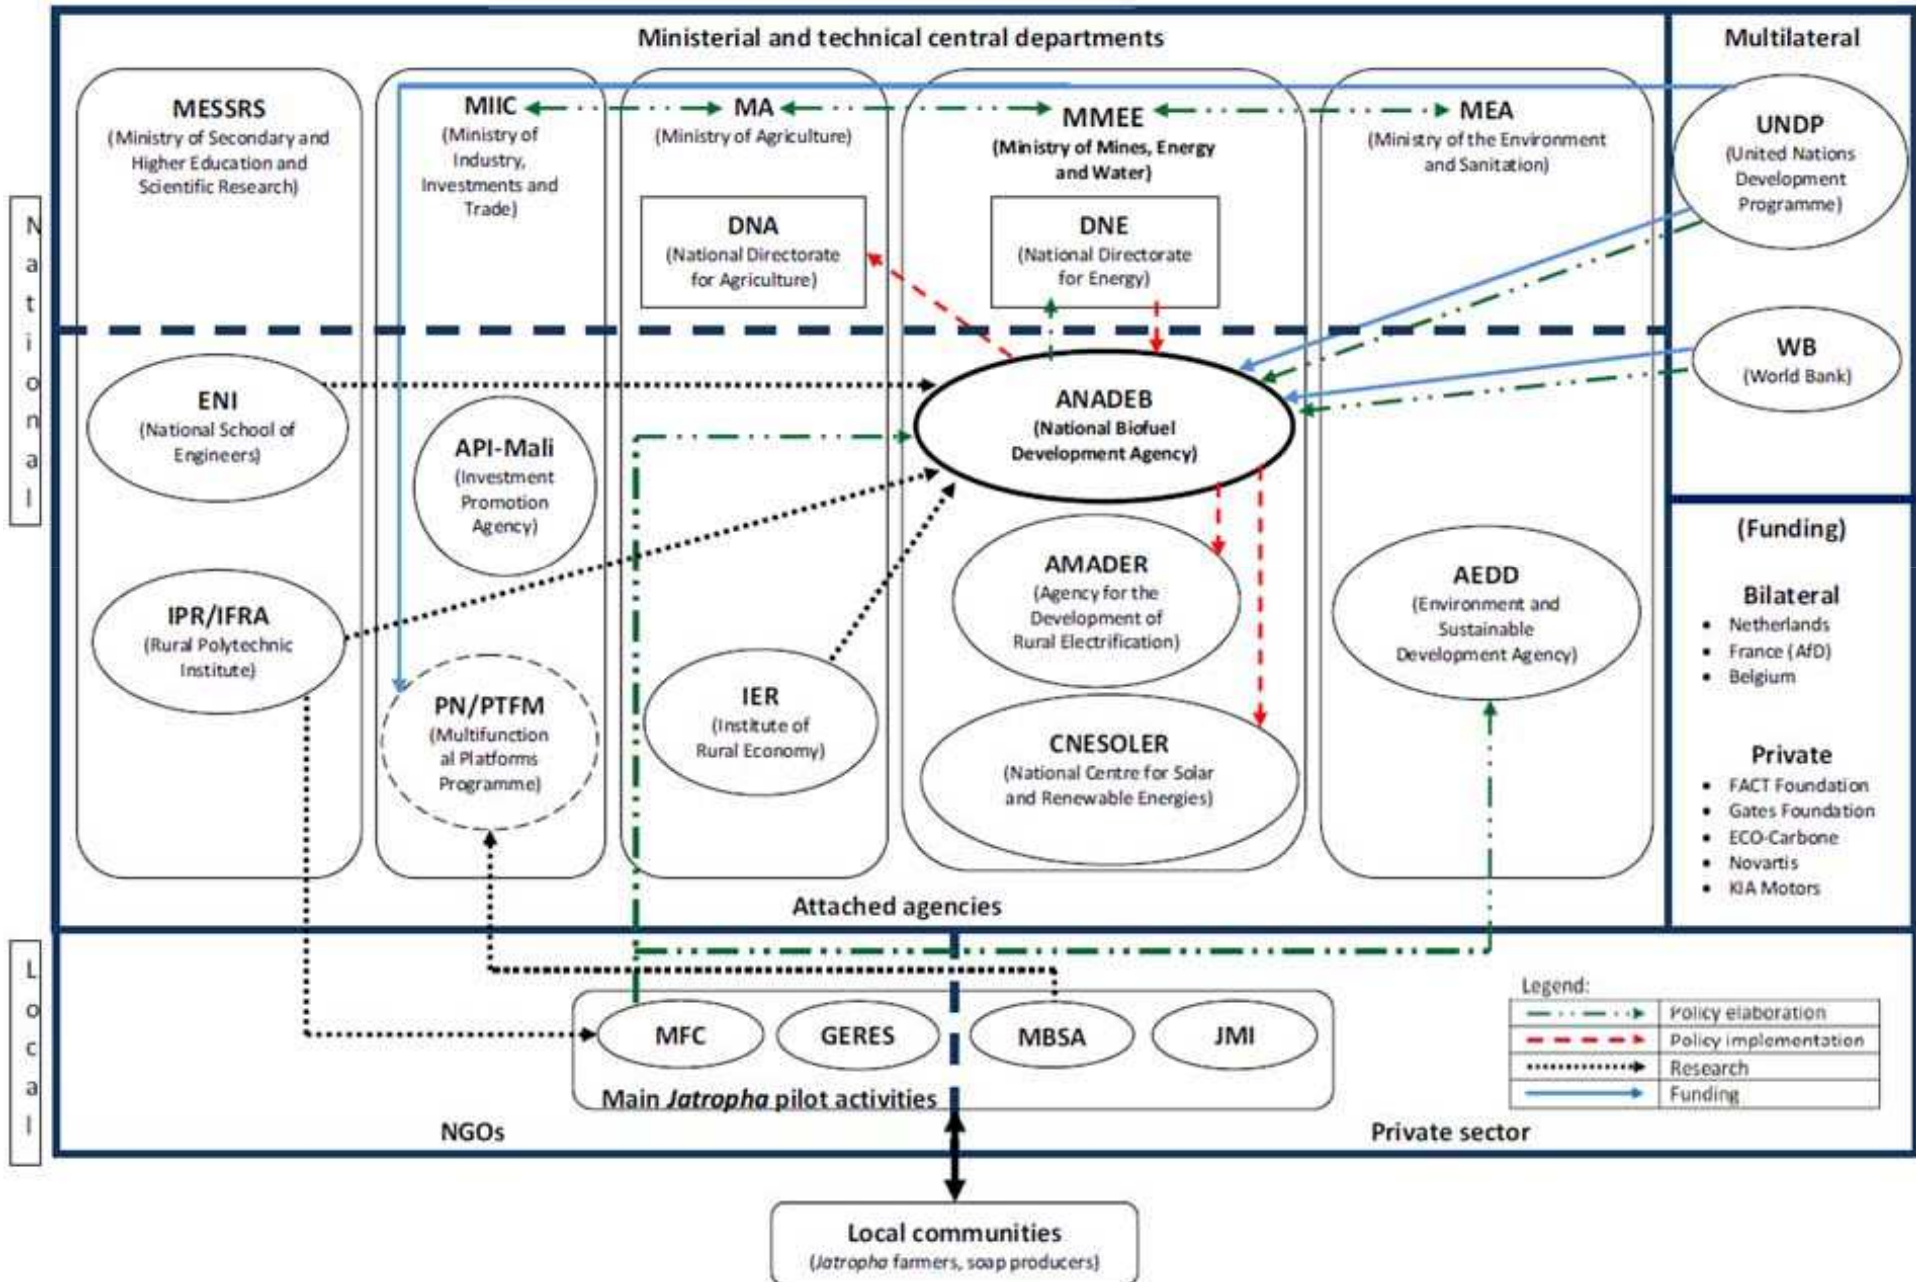 Ministerial and technical central departments
Multilateral
MESSRS
(Ministry of Secondary and
Higher Education and
Scientific Research)
MIIC
(Ministry of
Industry,
Investments and
Trade)
MA
(Ministry of Agriculture)
MMEE
(Ministry of Mines, Energy
and Water)
MEA
(Ministry of the Environment
and Sanitation)
UNDP
(United Nations
Development
Programme)
National
DNA
(National Directorate
for Agriculture)
DNE
(National Directorate
for Energy)
WB
(World Bank)
ENI
(National School of
Engineers)
API-Mali
(Investment
Promotion
Agency)
ANADEB
(National Biofuel
Development Agency)
IPR/IFRA
(Rural Polytechnic
Institute)
PN/PTFM
(Multifunction
al Platforms
Programme)
IER
(Institute of
Rural Economy)
AMADER
(Agency for the
Development of
Rural Electrification)
CNESOLER
(National Centre for Solar
and Renewable Energies)
AEDD
(Environment and
Sustainable
Development Agency)
(Funding)
Bilateral
• Netherlands
• France (AfD)
• Belgium
Private
• FACT Foundation
• Gates Foundation
• ECO-Carbone
• Novartis
• KIA Motors
Attached agencies
Local
MFC
GERES
MBSA
JMI
Main Jatropha pilot activities
NGOs
Private sector
Legend:
Policy elaboration
Policy implementation
Research
Funding
Local communities
(Jatropha farmers, soap producers)